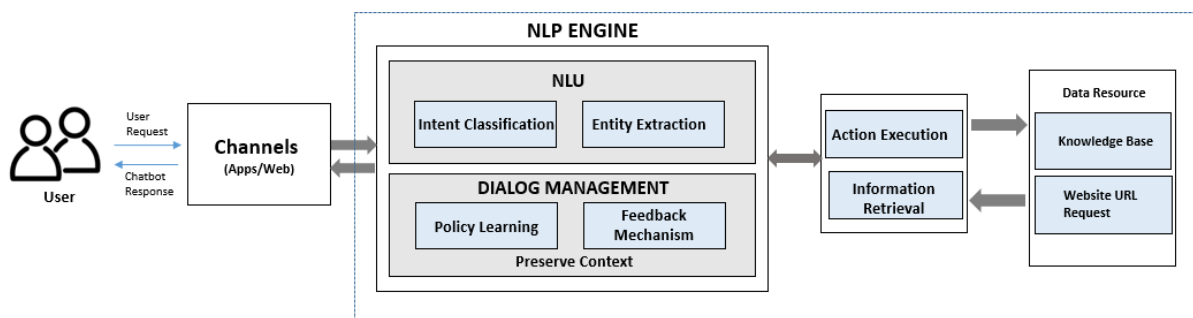 User
Request
Chatbot
Response
User
Channels
(Apps/Web)
NLP ENGINE
NLU
Intent Classification
Entity Extraction
DIALOG MANAGEMENT
Policy Learning
Feedback
Mechanism
Preserve Context
Action Execution
Information
Retrieval
Data Resource
Knowledge Base
Website URL
Request